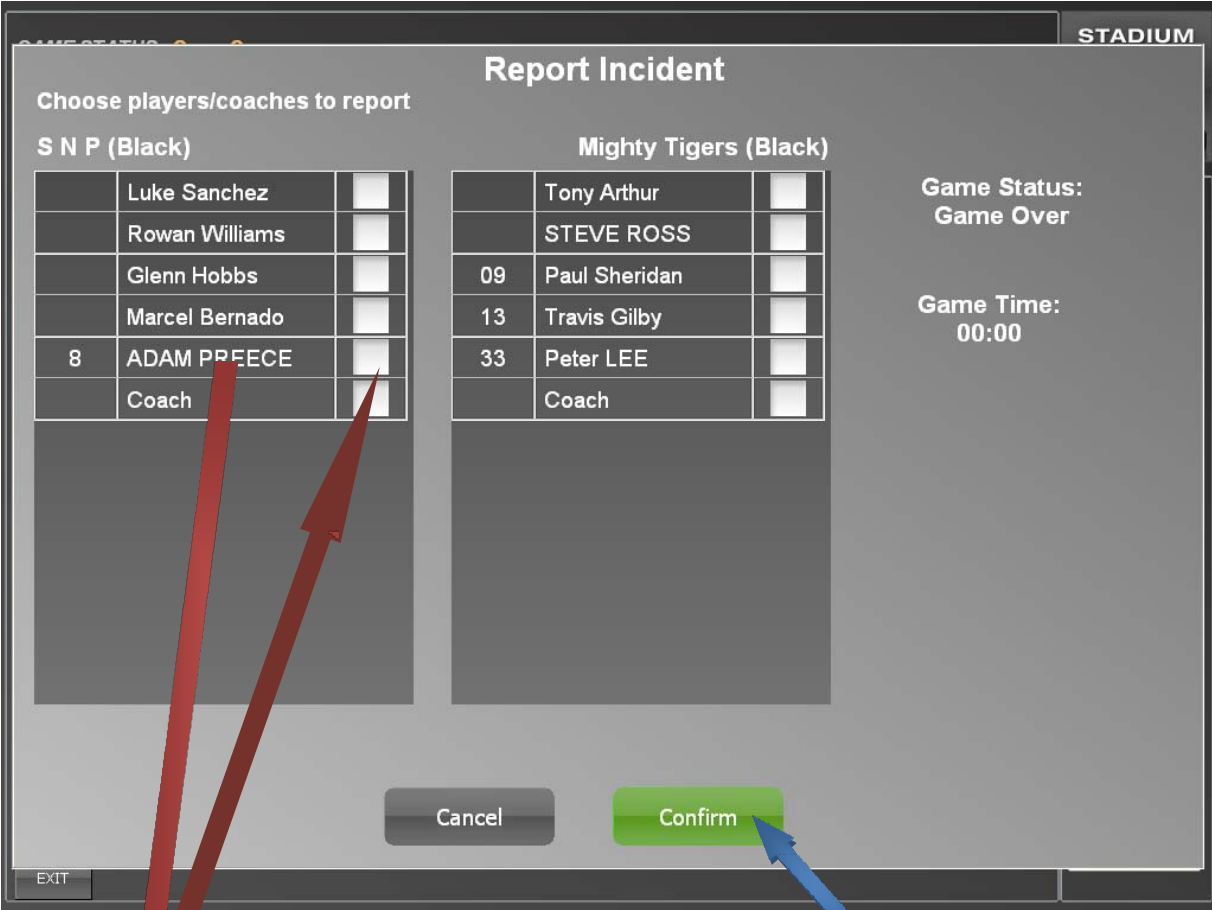 STADIUM
Report Incident
Choose players/coaches to report
S N P (Black)
Luke Sanchez
Rowan Williams
Glenn Hobbs
Marcel Bernado
8 ADAM PREECE
Coach
Mighty Tigers (Black)
Tony Arthur
STEVE ROSS
09 Paul Sheridan
13 Travis Gilby
33 Peter LEE
Coach
Game Status:
Game Over
Game Time:
00:00
Cancel
Confirm
EXIT